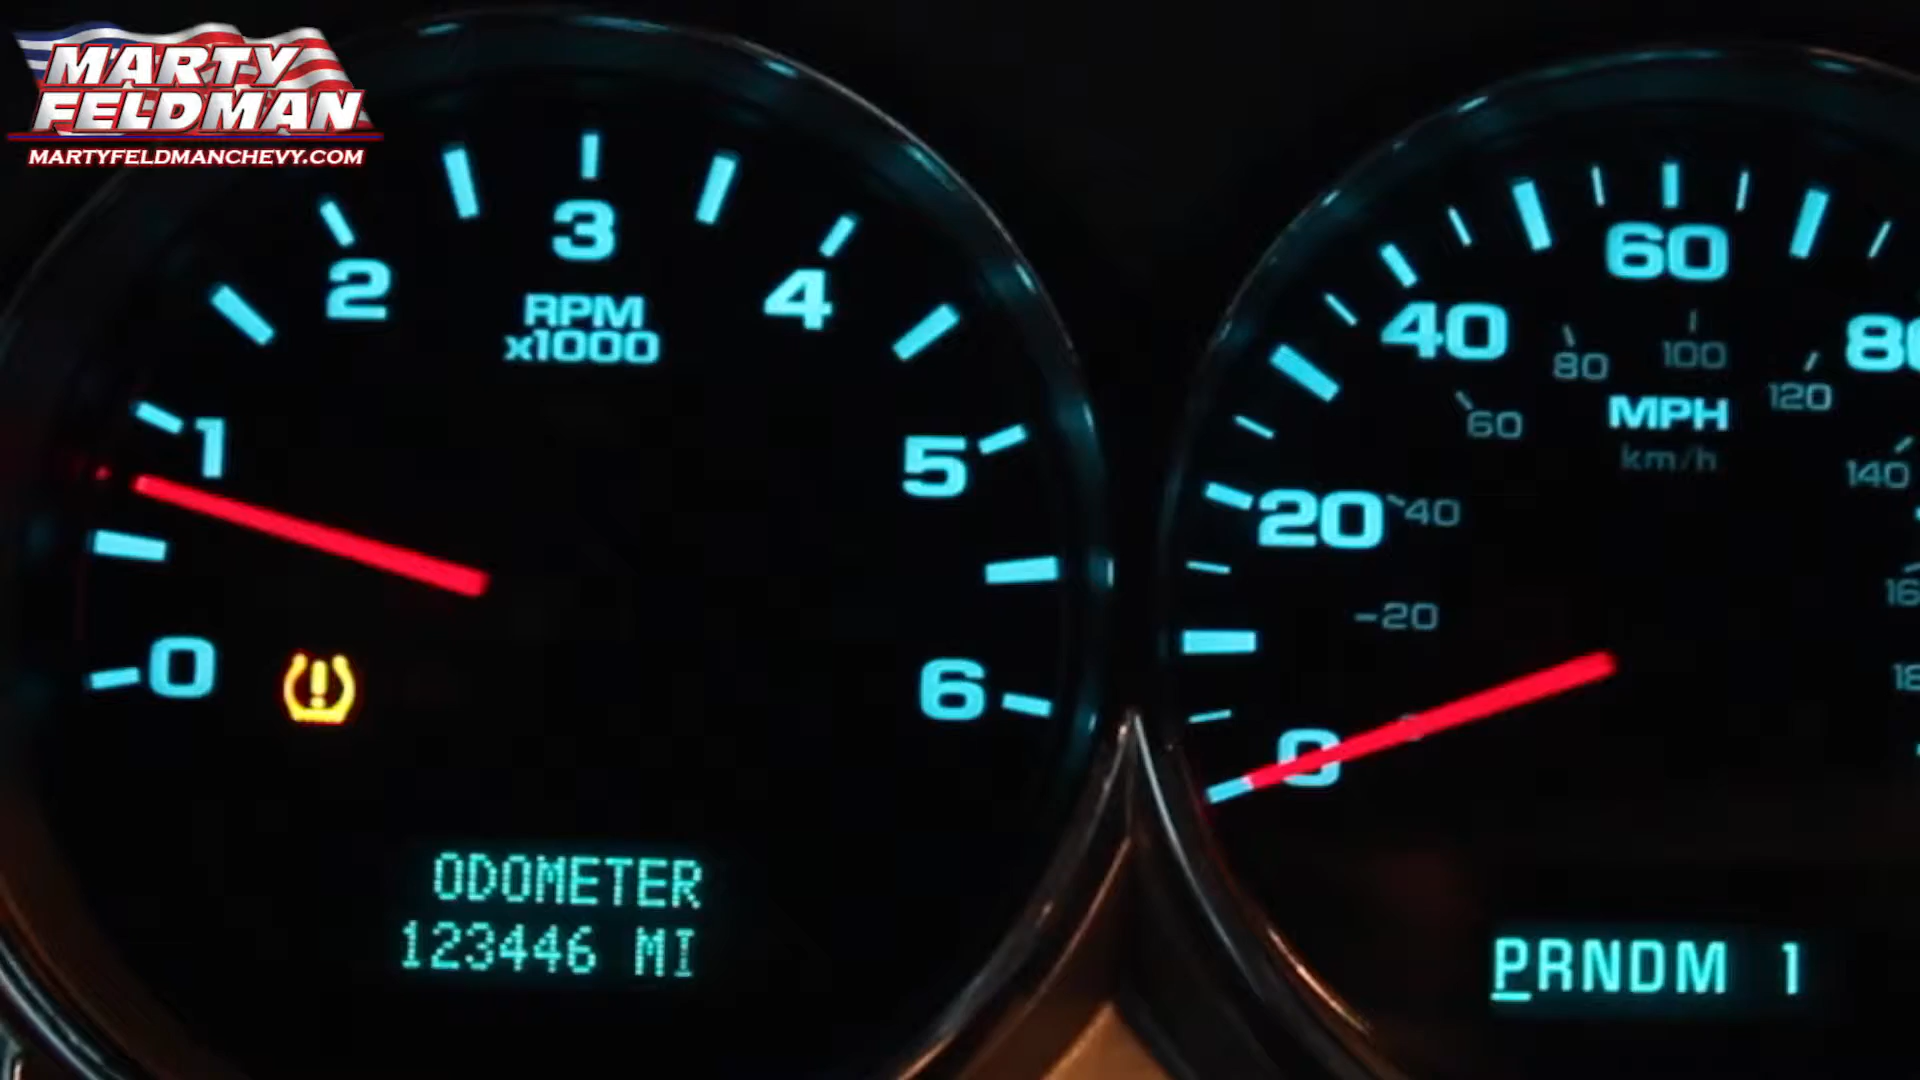 MARTY
FELDMAN
MARTYFELDMANCHEVY.COM
0
1
2
3
4
5
6
RPM
x1000
ODOMETER
123446 MI
0
20
40
60
MPH
km/h
20
40
60
80
100
120
140
PRNDM 1